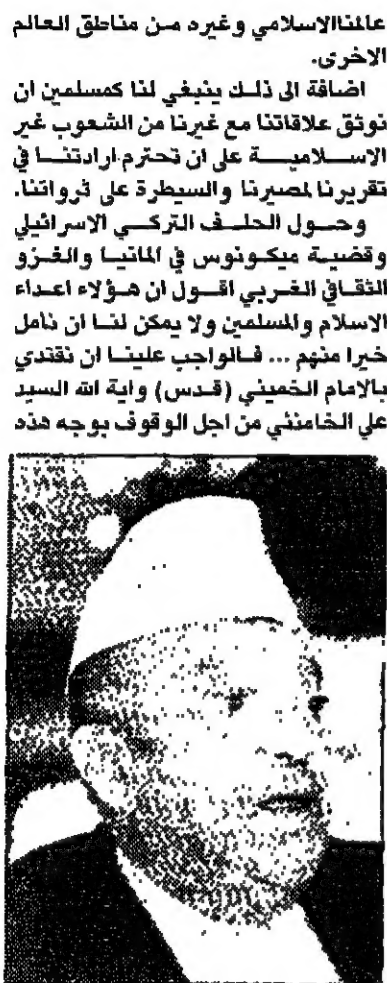 عالمنا الاسلامي وغيره من مناطق العالم
الاخرى.
اضافة الى ذلك ينبغي لنا كمسلمين ان
نوثق علاقاتنا مع غيرنا من الشعوب غير
الاسلامية على ان تحترم ارادتنا في
تقريرنا لمصيرنا والسيطرة على ثرواتنا.
وحول الحلف التركي الاسرائيلي
وقضية ميكونوس في المانيا والغزو
الثقافي الغربي اقول ان هؤلاء اعداء
الاسلام والمسلمين ولا يمكن لنا ان نامل
خيرا منهم ... فالواجب علينا ان نقتدي
بالامام الخميني (قدس) واية الله السيد
علي الخامنئي من اجل الوقوف بوجه هذه